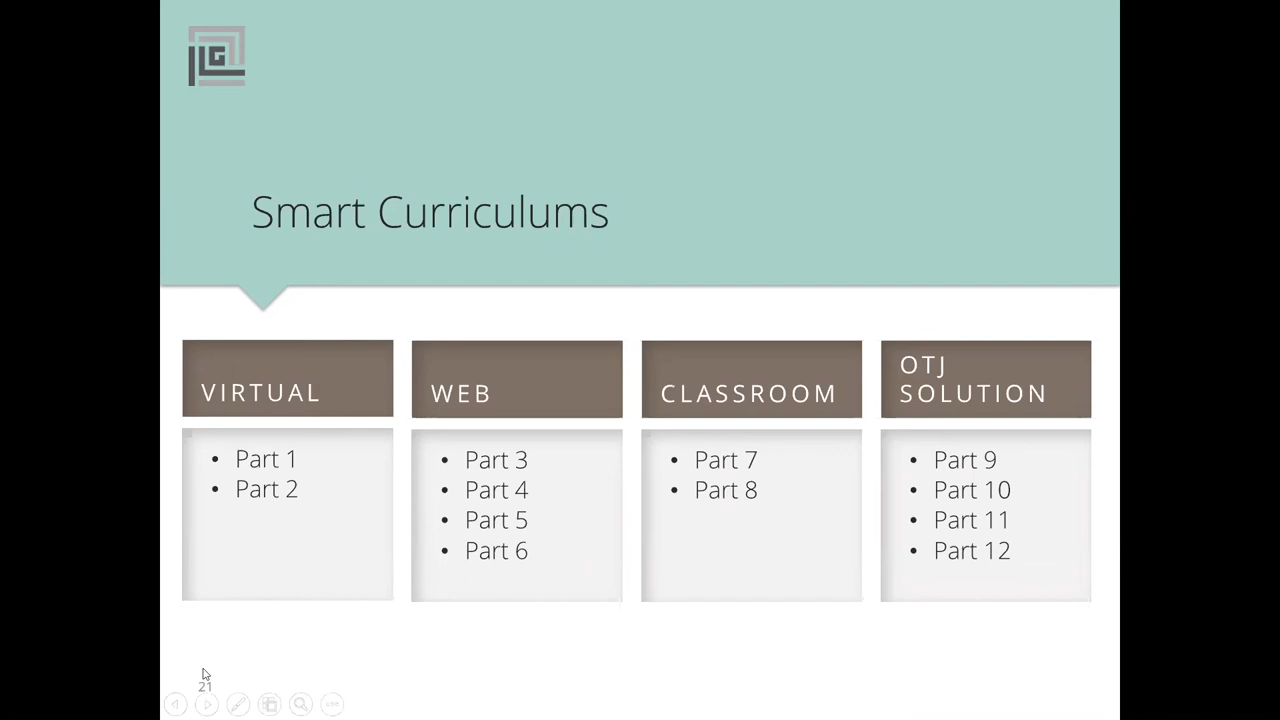 Smart Curriculums
VIRTUAL
Part 1
Part 2
WEB
Part 3
Part 4
Part 5
Part 6
CLASSROOM
Part 7
Part 8
OTJ
SOLUTION
Part 9
Part 10
Part 11
Part 12
21